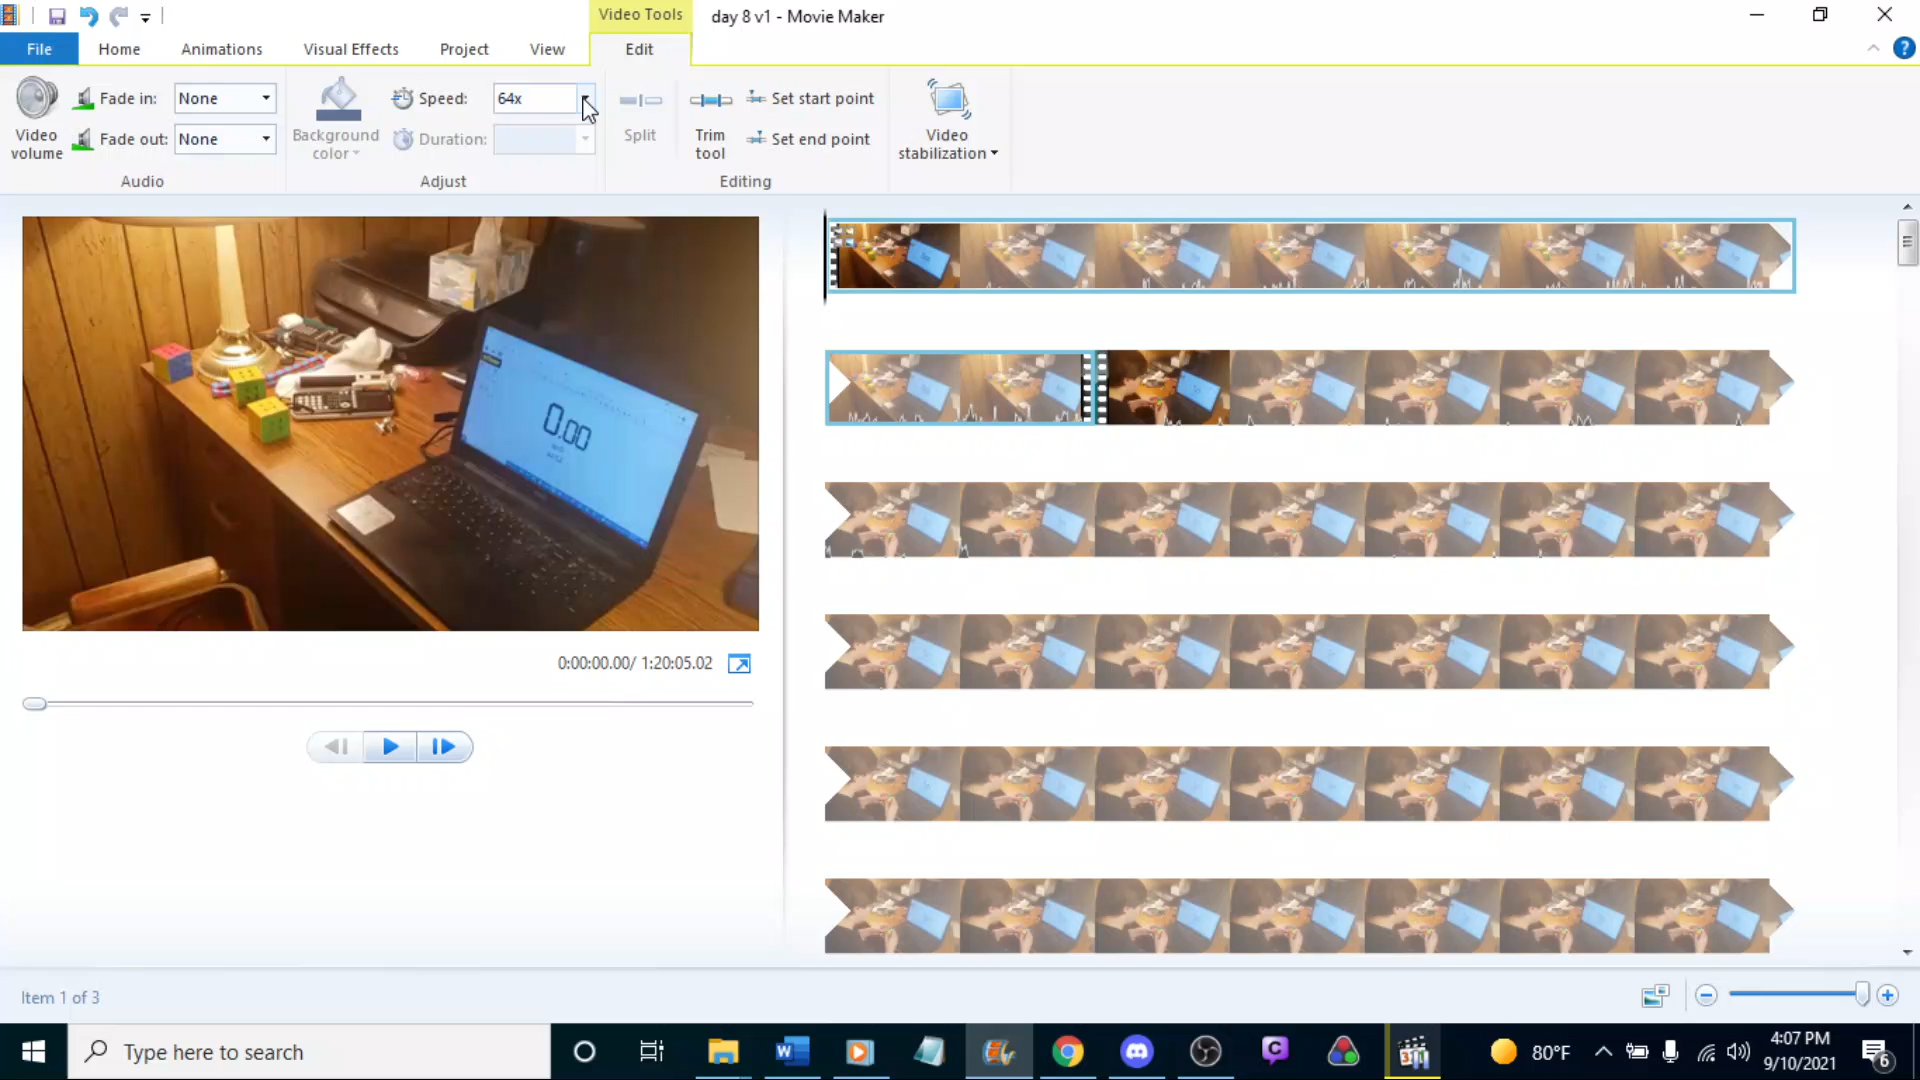 Video Tools
day 8 v1 - Movie Maker
File
Home
Animations
Visual Effects
Project
View
Edit
Video volume
Fade in:
None
Fade out:
None
Audio
Background color
Speed:
64x
Duration:
Adjust
Split
Trim tool
Set start point
Set end point
Editing
Video stabilization
0.00
0:00:00.00/ 1:20:05.02
Item 1 of 3
Type here to search
80°F
4:07 PM
9/10/2021
6